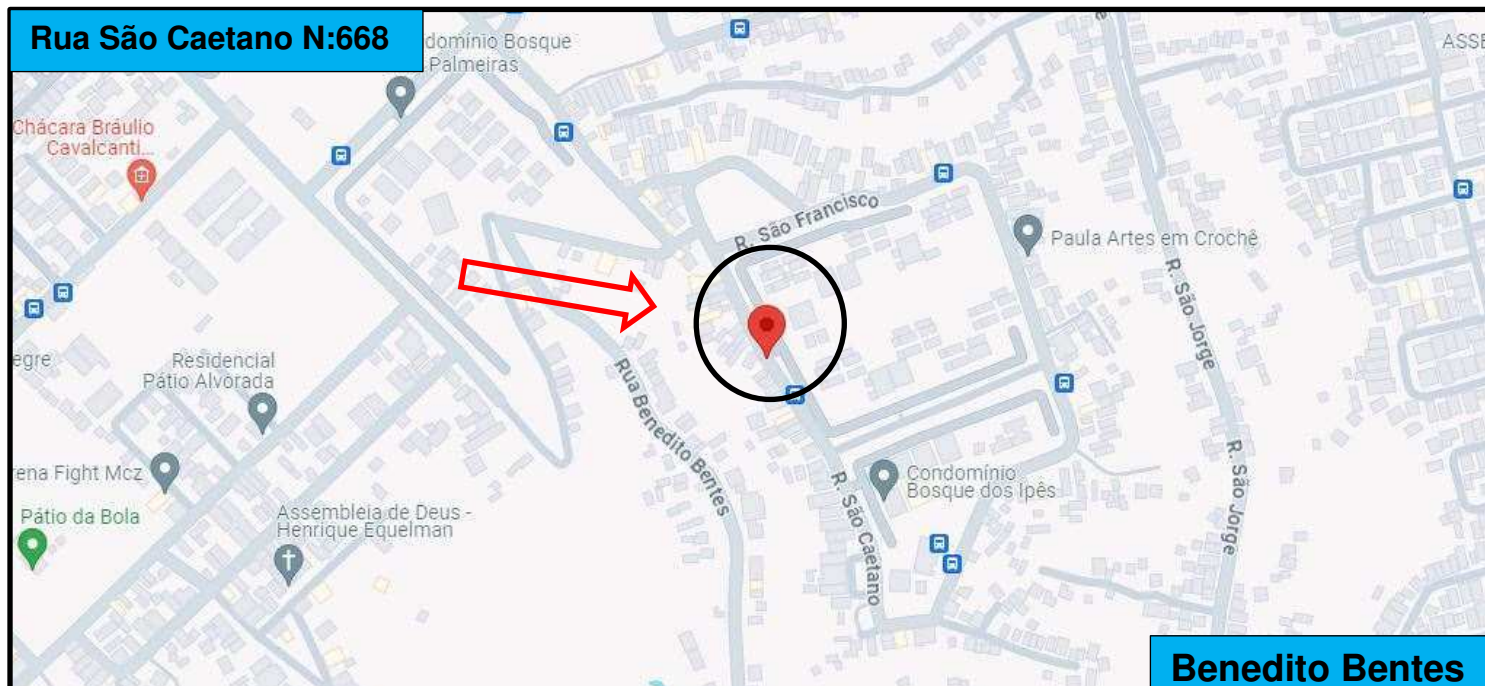 Rua São Caetano N:668
domínio Bosque
Palmeiras
ASSE
Chácara Bráulio
Cavalcanti...
R. São Francisco
Paula Artes em Crochê
R. São Jorge
egre
Residencial
Pátio Alvorada
Rua Benedito Bentes
rena Fight Mcz
Condomínio
Bosque dos Ipês
R. São Jorge
Pátio da Bola
Assembleia de Deus -
Henrique Equelman
R. São Caetano
Benedito Bentes